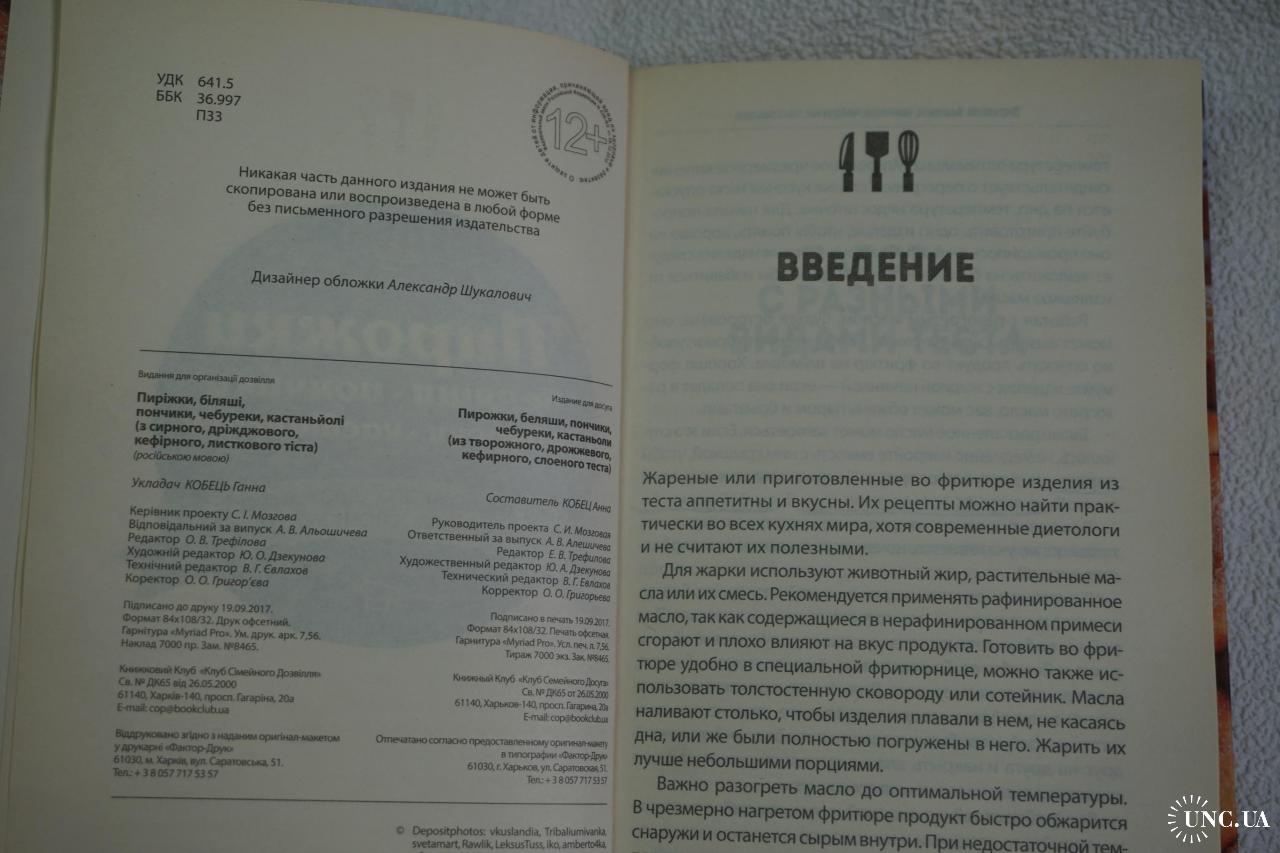 УДК 641.5
ББК 36.997
П33
12+
Никакая часть данного издания не может быть
скопирована или воспроизведена в любой форме
без письменного разрешения издательства
Дизайнер обложки Александр Шукалович
Видання для організації дозвілля
Пиріжки, біляші,
пончики, чебуреки, кастаньйолі
(з сирного, дріжджового,
кефірного, листкового тіста)
(російською мовою)
Укладач КОБЕЦЬ Ганна
Керівник проекту С. І. Мозгова
Відповідальний за випуск А. В. Альошичева
Редактор О. В. Трефілова
Художній редактор Ю. О. Дзекунова
Технічний редактор В. Г. Євлахов
Коректор О. О. Григор’єва
Підписано до друку 19.09.2017.
Формат 84х108/32. Друк офсетний.
Гарнітура «Myriad Pro». Ум. друк. арк. 7,56.
Наклад 7000 пр. Зам. №8465.
Книжковий Клуб «Клуб Сімейного Дозвілля»
Св. № ДК65 від 26.05.2000
61140, Харків-140, просп. Гагаріна, 20а
E-mail: cop@bookclub.ua
Віддруковано згідно з наданим оригінал-макетом
у друкарні «Фактор-Друк»
61030, м. Харків, вул. Саратовська, 51.
Тел.: + 3 8 057 717 53 57
Издание для досуга
Пирожки, беляши, пончики,
чебуреки, кастаньоли
(из творожного, дрожжевого,
кефирного, слоеного теста)
Составитель КОБЕЦ Анна
Руководитель проекта С. И. Мозговая
Ответственный за выпуск А. В. Алешичева
Редактор Е. В. Трефилова
Художественный редактор Ю. А. Дзекунова
Технический редактор В. Г. Евлахов
Корректор О. О. Григорьева
Подписано в печать 19.09.2017.
Формат 84х108/32. Печать офсетная.
Гарнитура «Myriad Pro». Усл. печ. л. 7,56.
Тираж 7000 экз. Зак. №8465.
Книжный Клуб «Клуб Семейного Досуга»
Св. № ДК65 от 26.05.2000
61140, Харьков-140, просп. Гагарина, 20а
E-mail: cop@bookclub.ua
Отпечатано согласно предоставленному оригинал-макету
в типографии «Фактор-Друк»
61030, г. Харьков, ул. Саратовская, 51.
Тел.: + 3 8 057 717 53 57
© Depositphotos: vkuslandia, Tribaliumivanka,
svetamart, Rawlik, LeksusTuss, iko, amberto4ka,
ВВЕДЕНИЕ
Жареные или приготовленные во фритюре изделия из
теста аппетитны и вкусны. Их рецепты можно найти прак-
тически во всех кухнях мира, хотя современные диетологи
и не считают их полезными.
Для жарки используют животный жир, растительные ма-
сла или их смесь. Рекомендуется применять рафинированное
масло, так как содержащиеся в нерафинированном примеси
сгорают и плохо влияют на вкус продукта. Готовить во фри-
тюре удобно в специальной фритюрнице, можно также ис-
пользовать толстостенную сковороду или сотейник. Масла
наливают столько, чтобы изделия плавали в нем, не касаясь
дна, или же были полностью погружены в него. Жарить их
лучше небольшими порциями.
Важно разогреть масло до оптимальной температуры.
В чрезмерно нагретом фритюре продукт быстро обжарится
снаружи и останется сырым внутри. При недостаточной тем-
UNC.UA